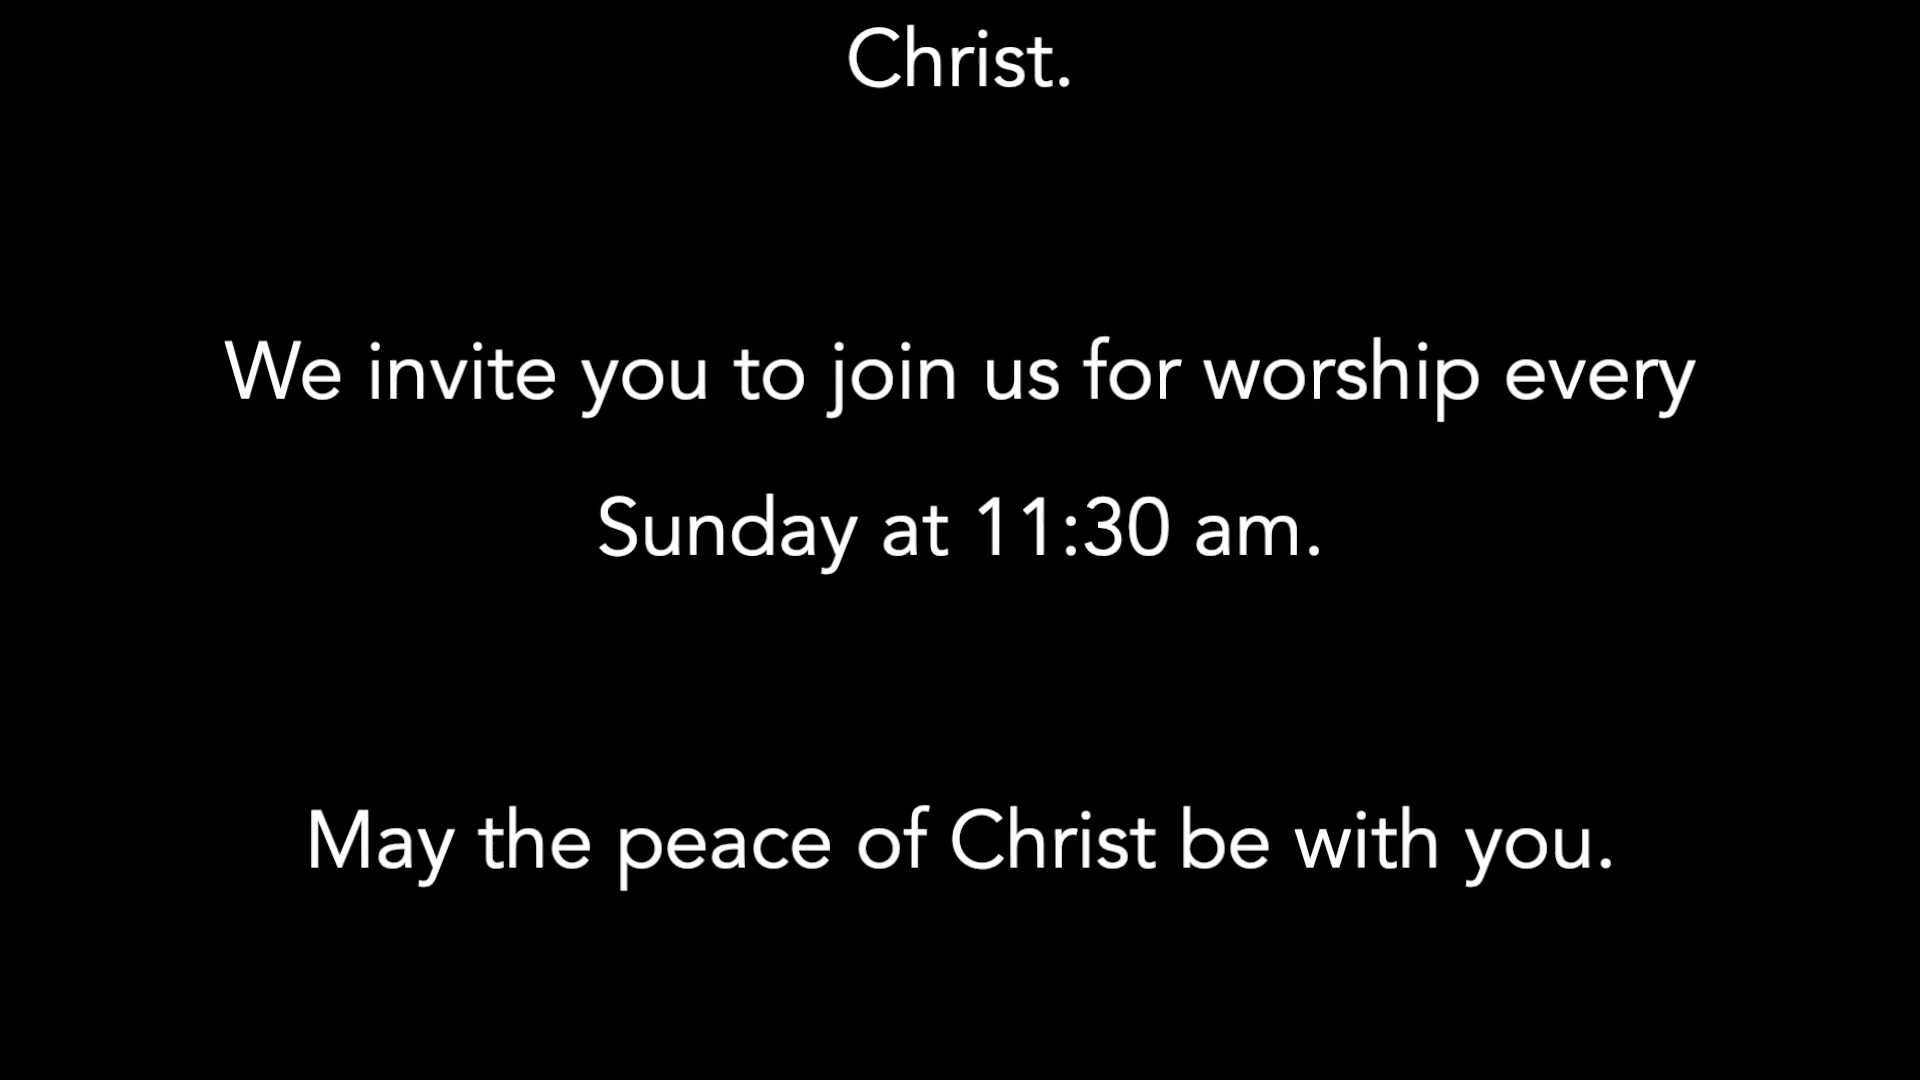 Christ.
We invite you to join us for worship every
Sunday at 11:30 am.
May the peace of Christ be with you.